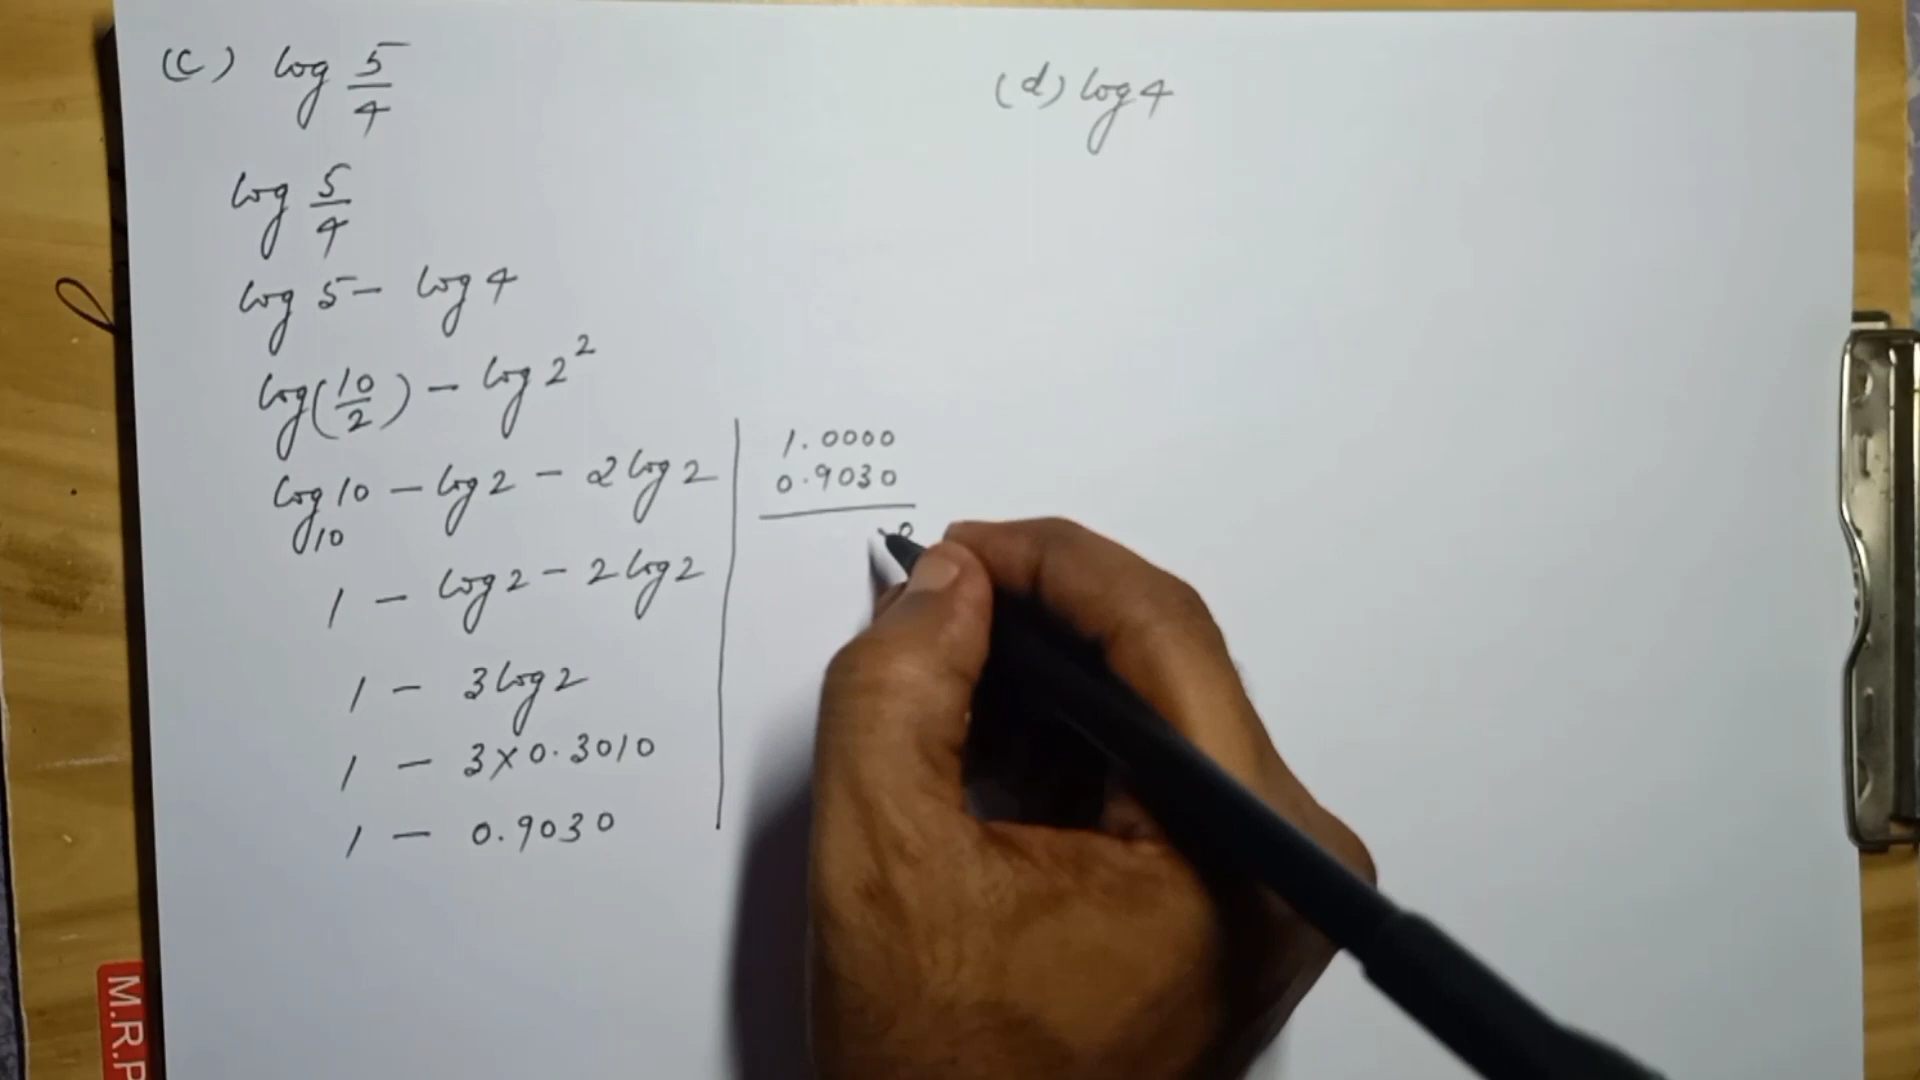 (c) log 5/4
log 5/4
log 5 - log 4
log(10/2) - log 2²
log₁₀ 10 - log 2 - 2 log 2
1 - log 2 - 2 log 2
1 - 3 log 2
1 - 3 × 0.3010
1 - 0.9030
1.0000
0.9030
0
(d) log 4
M.R.P